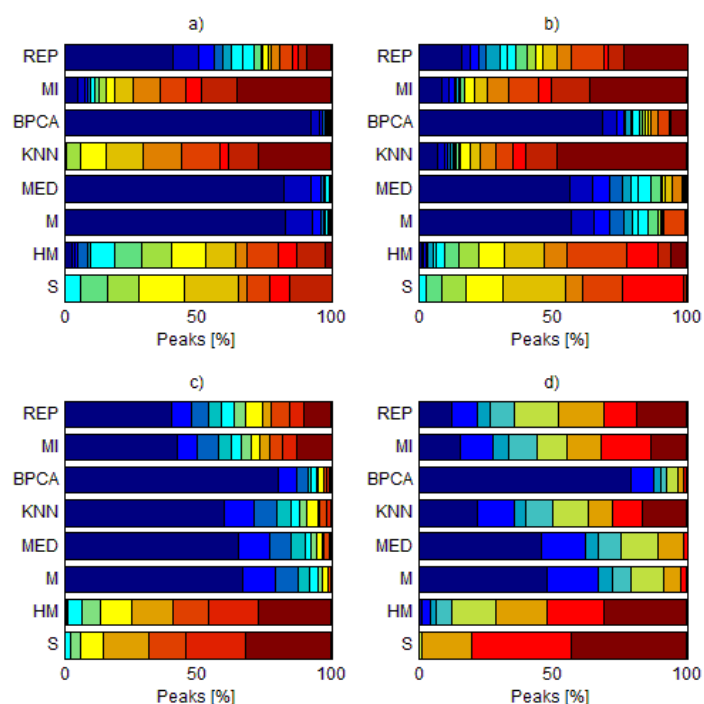 a)
REP
MI
BPCA
KNN
MED
M
HM
S
0 50 100
Peaks [%]
b)
REP
MI
BPCA
KNN
MED
M
HM
S
0 50 100
Peaks [%]
c)
REP
MI
BPCA
KNN
MED
M
HM
S
0 50 100
Peaks [%]
d)
REP
MI
BPCA
KNN
MED
M
HM
S
0 50 100
Peaks [%]